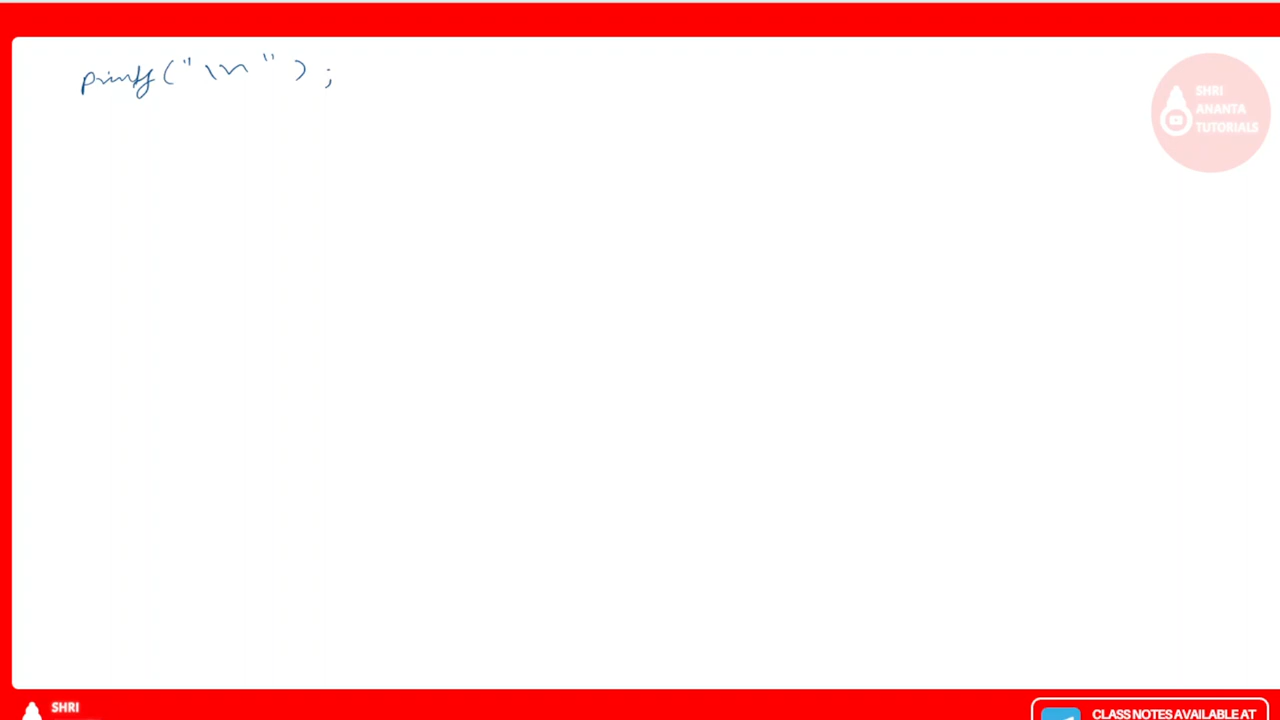 printf("\n");
SHRI
ANANTA
TUTORIALS
SHRI
CLASS NOTES AVAILABLE AT